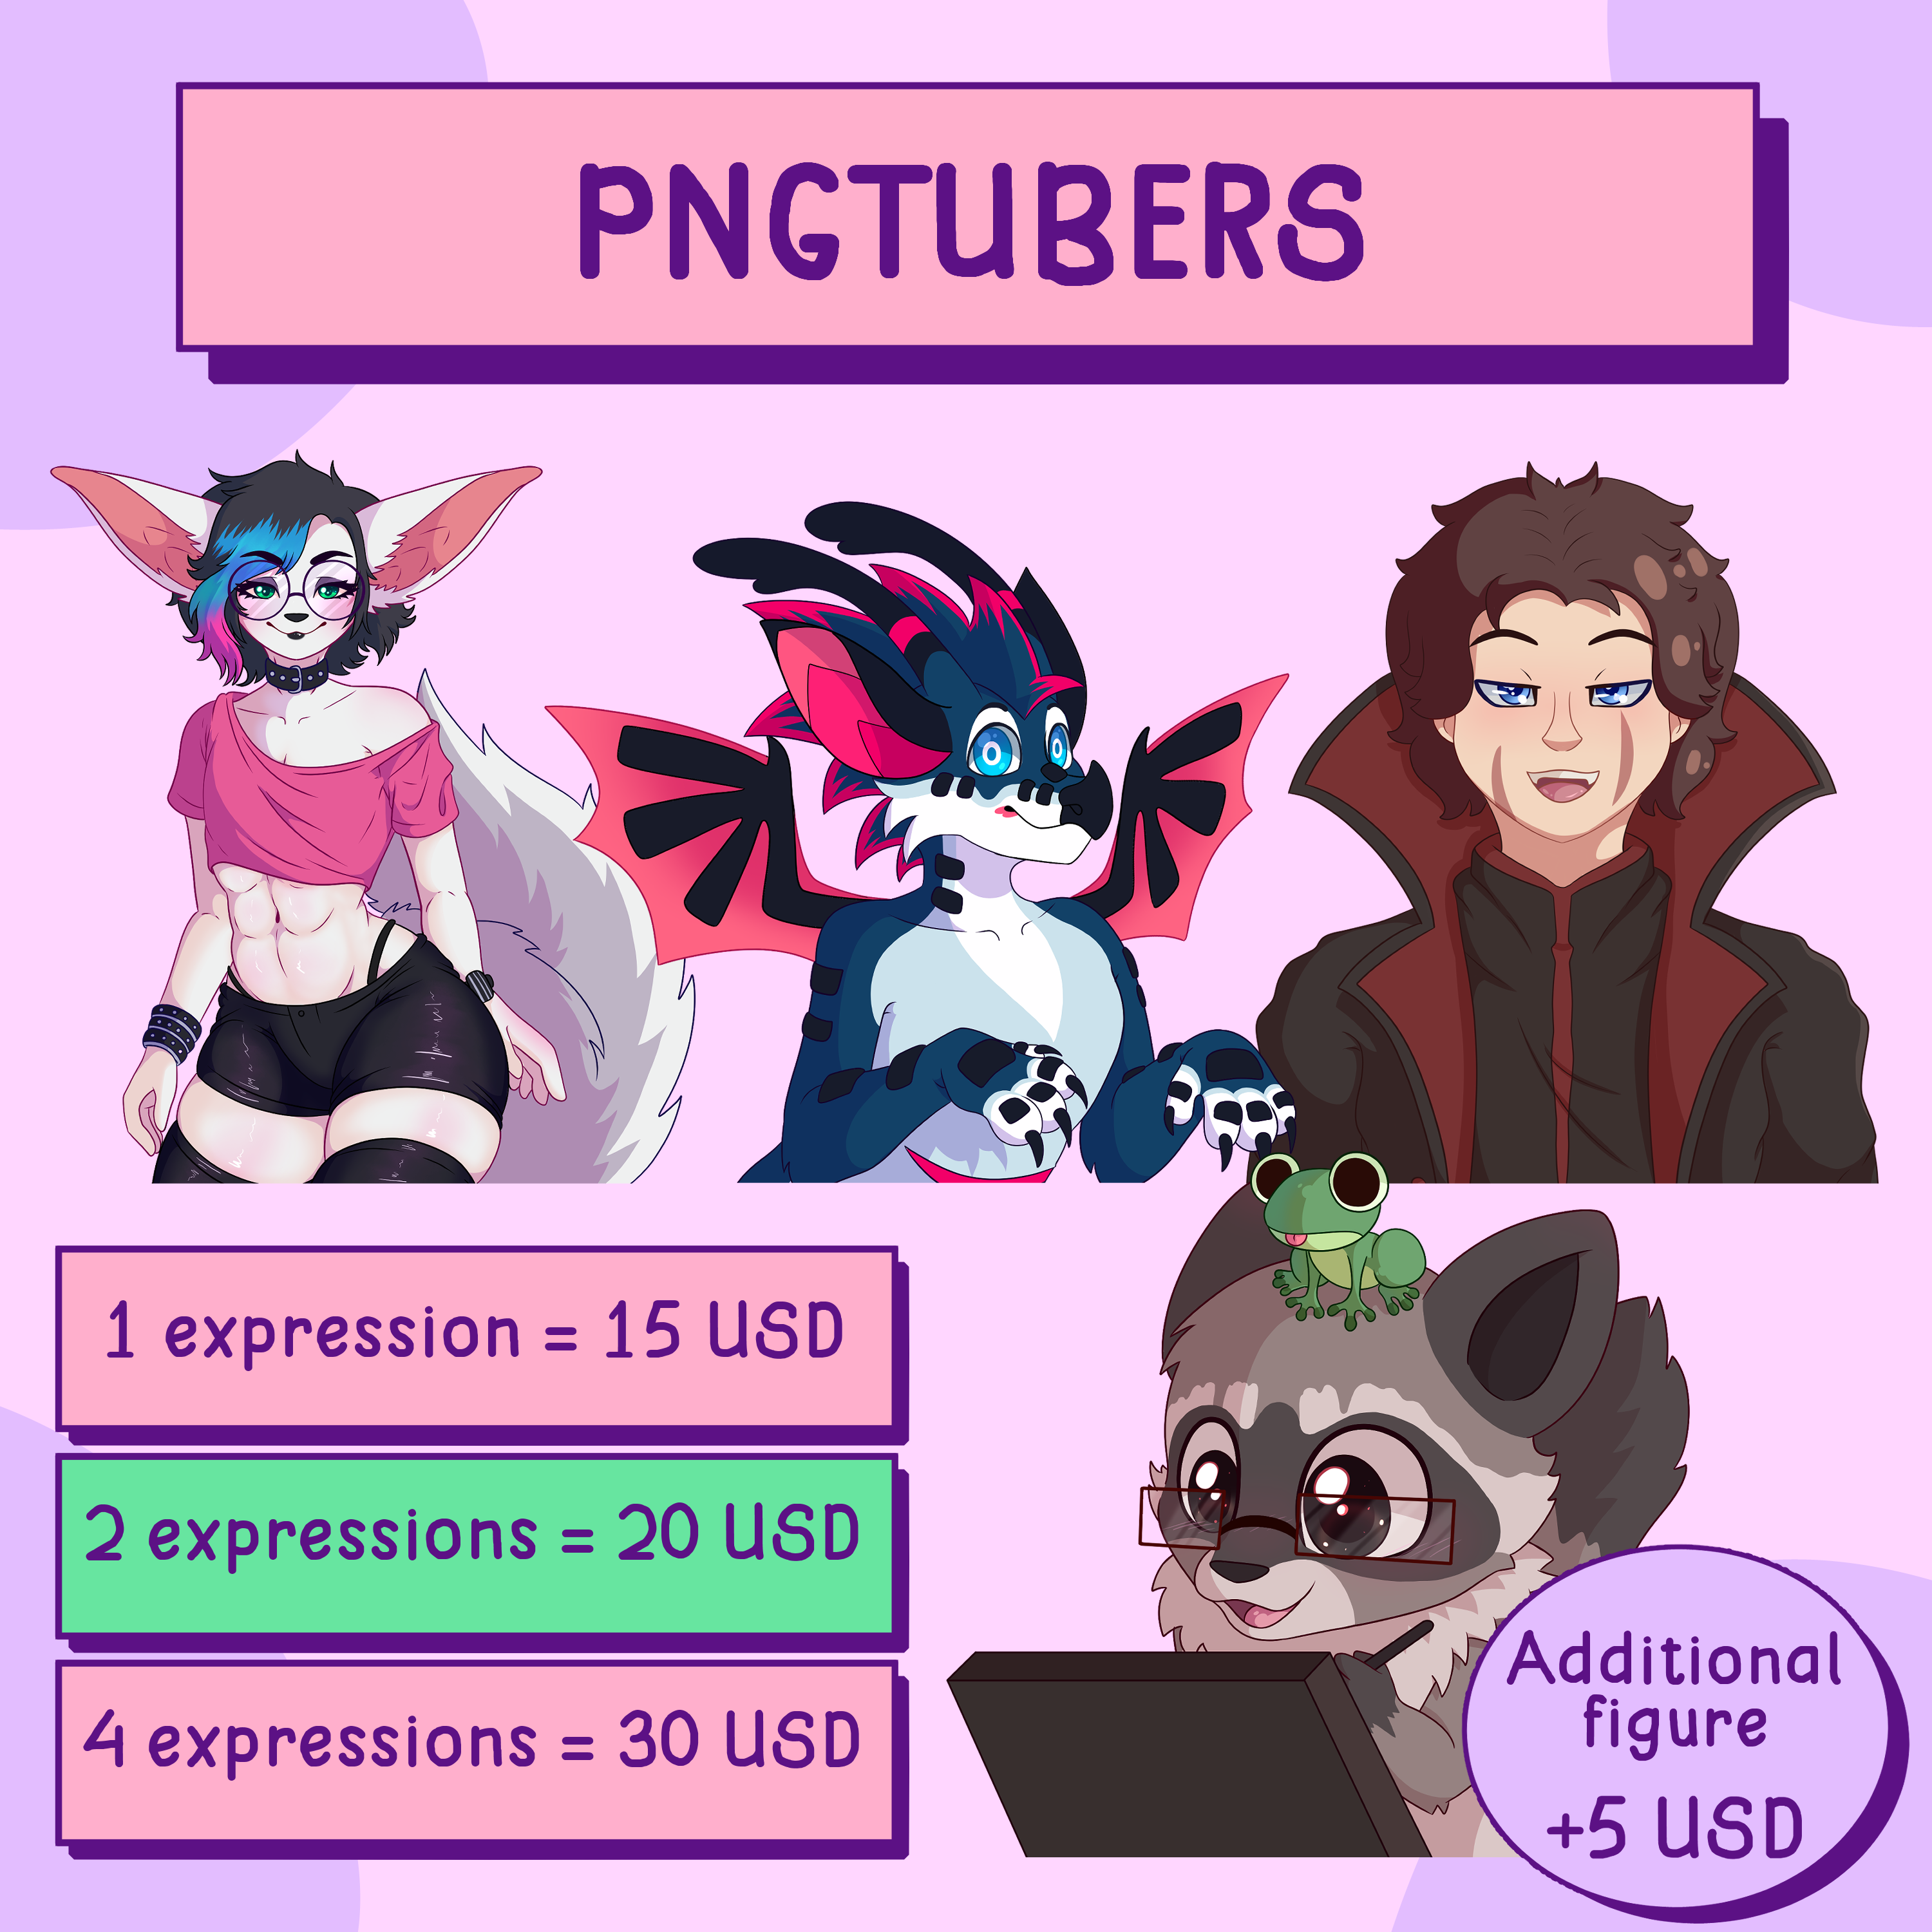 PNGTUBERS
1 expression = 15 USD
2 expressions = 20 USD
4 expressions = 30 USD
Additional
figure
+5 USD